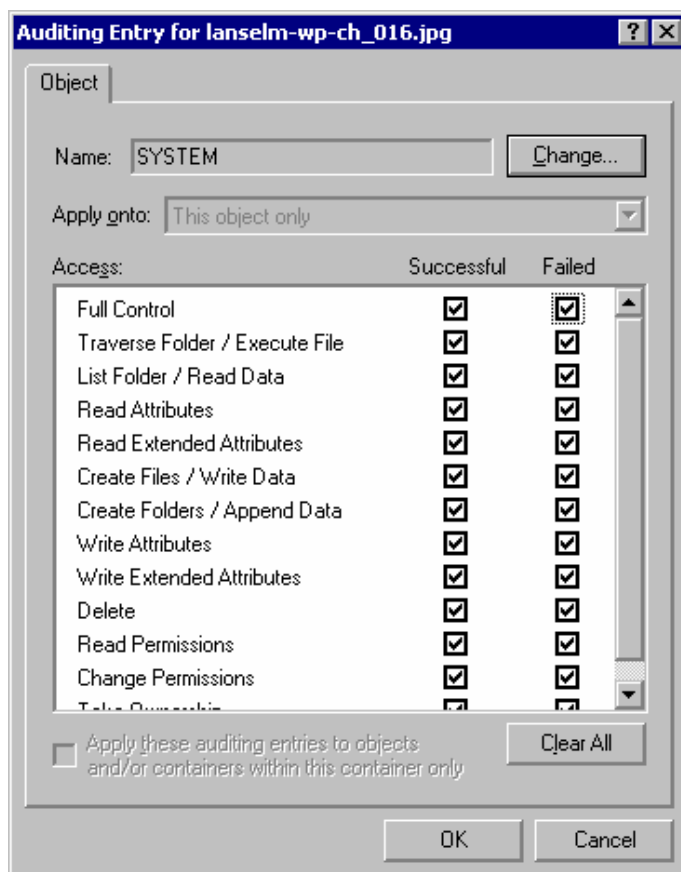 Auditing Entry for lanselm-wp-ch_016.jpg
Object
Name: SYSTEM Change...
Apply onto: This object only
Access: Successful Failed
Full Control
Traverse Folder / Execute File
List Folder / Read Data
Read Attributes
Read Extended Attributes
Create Files / Write Data
Create Folders / Append Data
Write Attributes
Write Extended Attributes
Delete
Read Permissions
Change Permissions
Take Ownership
Apply these auditing entries to objects Clear All
and/or containers within this container only
OK Cancel